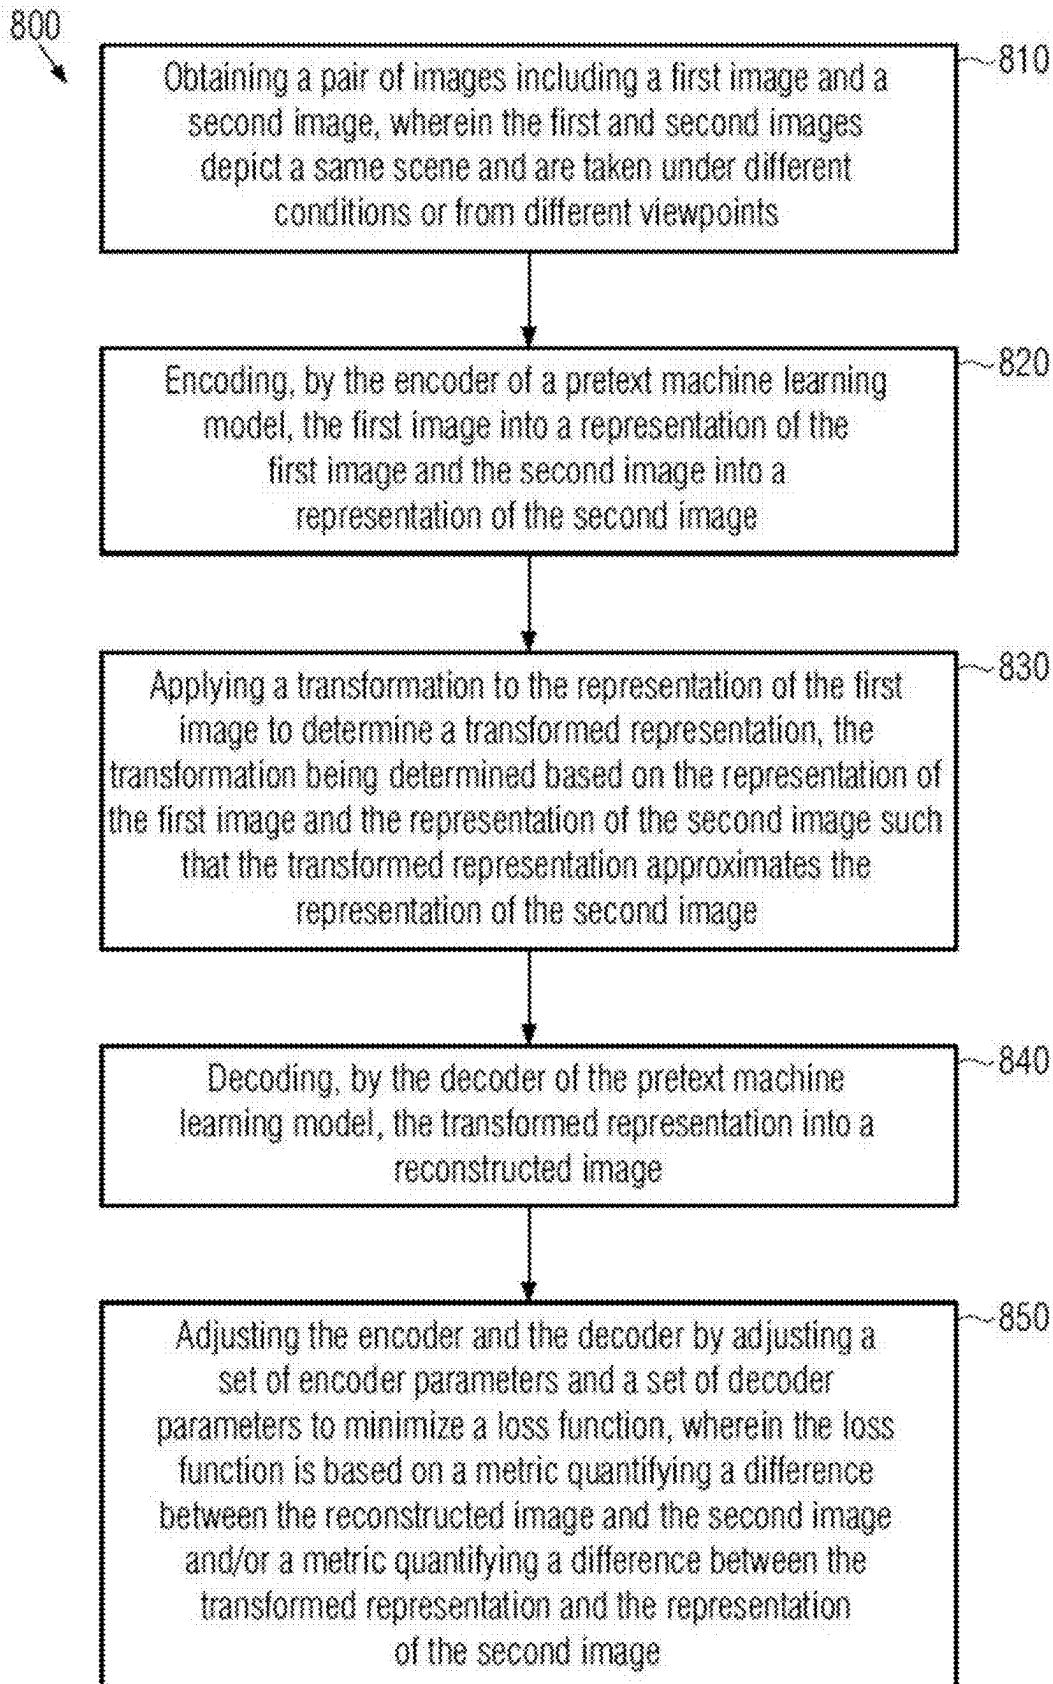 800
810
Obtaining a pair of images including a first image and a
second image, wherein the first and second images
depict a same scene and are taken under different
conditions or from different viewpoints
820
Encoding, by the encoder of a pretext machine learning
model, the first image into a representation of the
first image and the second image into a
representation of the second image
830
Applying a transformation to the representation of the first
image to determine a transformed representation, the
transformation being determined based on the representation of
the first image and the representation of the second image such
that the transformed representation approximates the
representation of the second image
840
Decoding, by the decoder of the pretext machine
learning model, the transformed representation into a
reconstructed image
850
Adjusting the encoder and the decoder by adjusting a
set of encoder parameters and a set of decoder
parameters to minimize a loss function, wherein the loss
function is based on a metric quantifying a difference
between the reconstructed image and the second image
and/or a metric quantifying a difference between the
transformed representation and the representation
of the second image